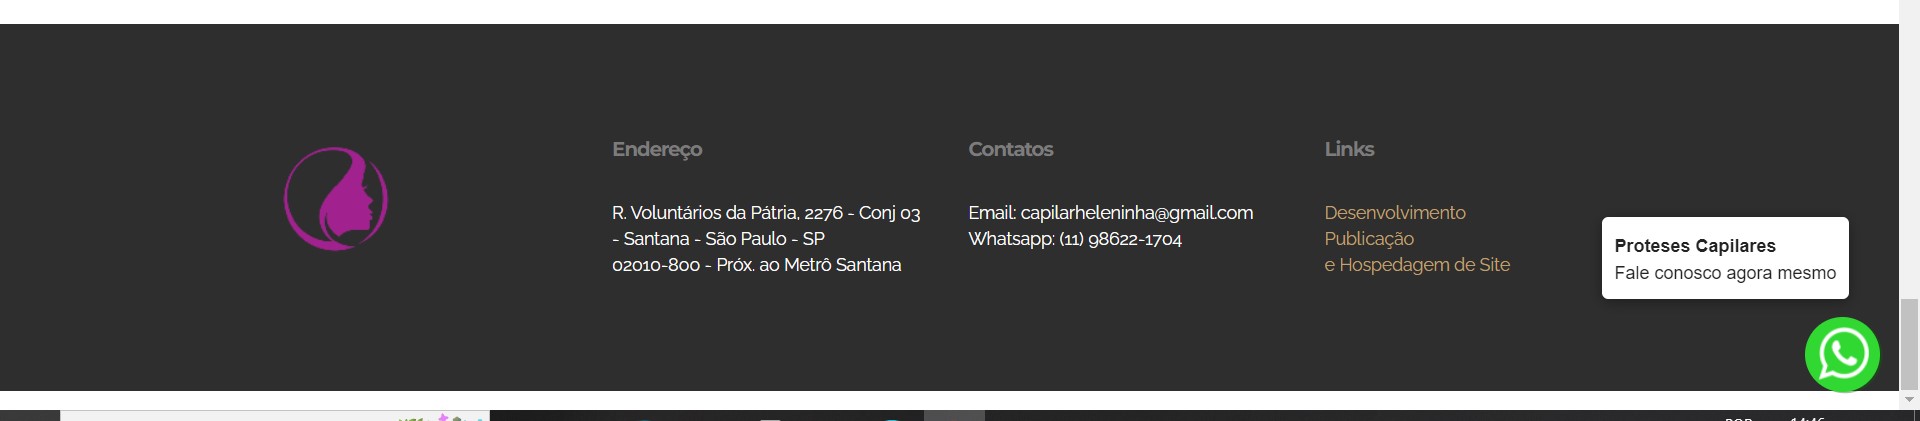 Endereço
R. Voluntários da Pátria, 2276 - Conj 03
- Santana - São Paulo - SP
02010-800 - Próx. ao Metrô Santana
Contatos
Email: capilarheleninha@gmail.com
Whatsapp: (11) 98622-1704
Links
Desenvolvimento
Publicação
e Hospedagem de Site
Proteses Capilares
Fale conosco agora mesmo